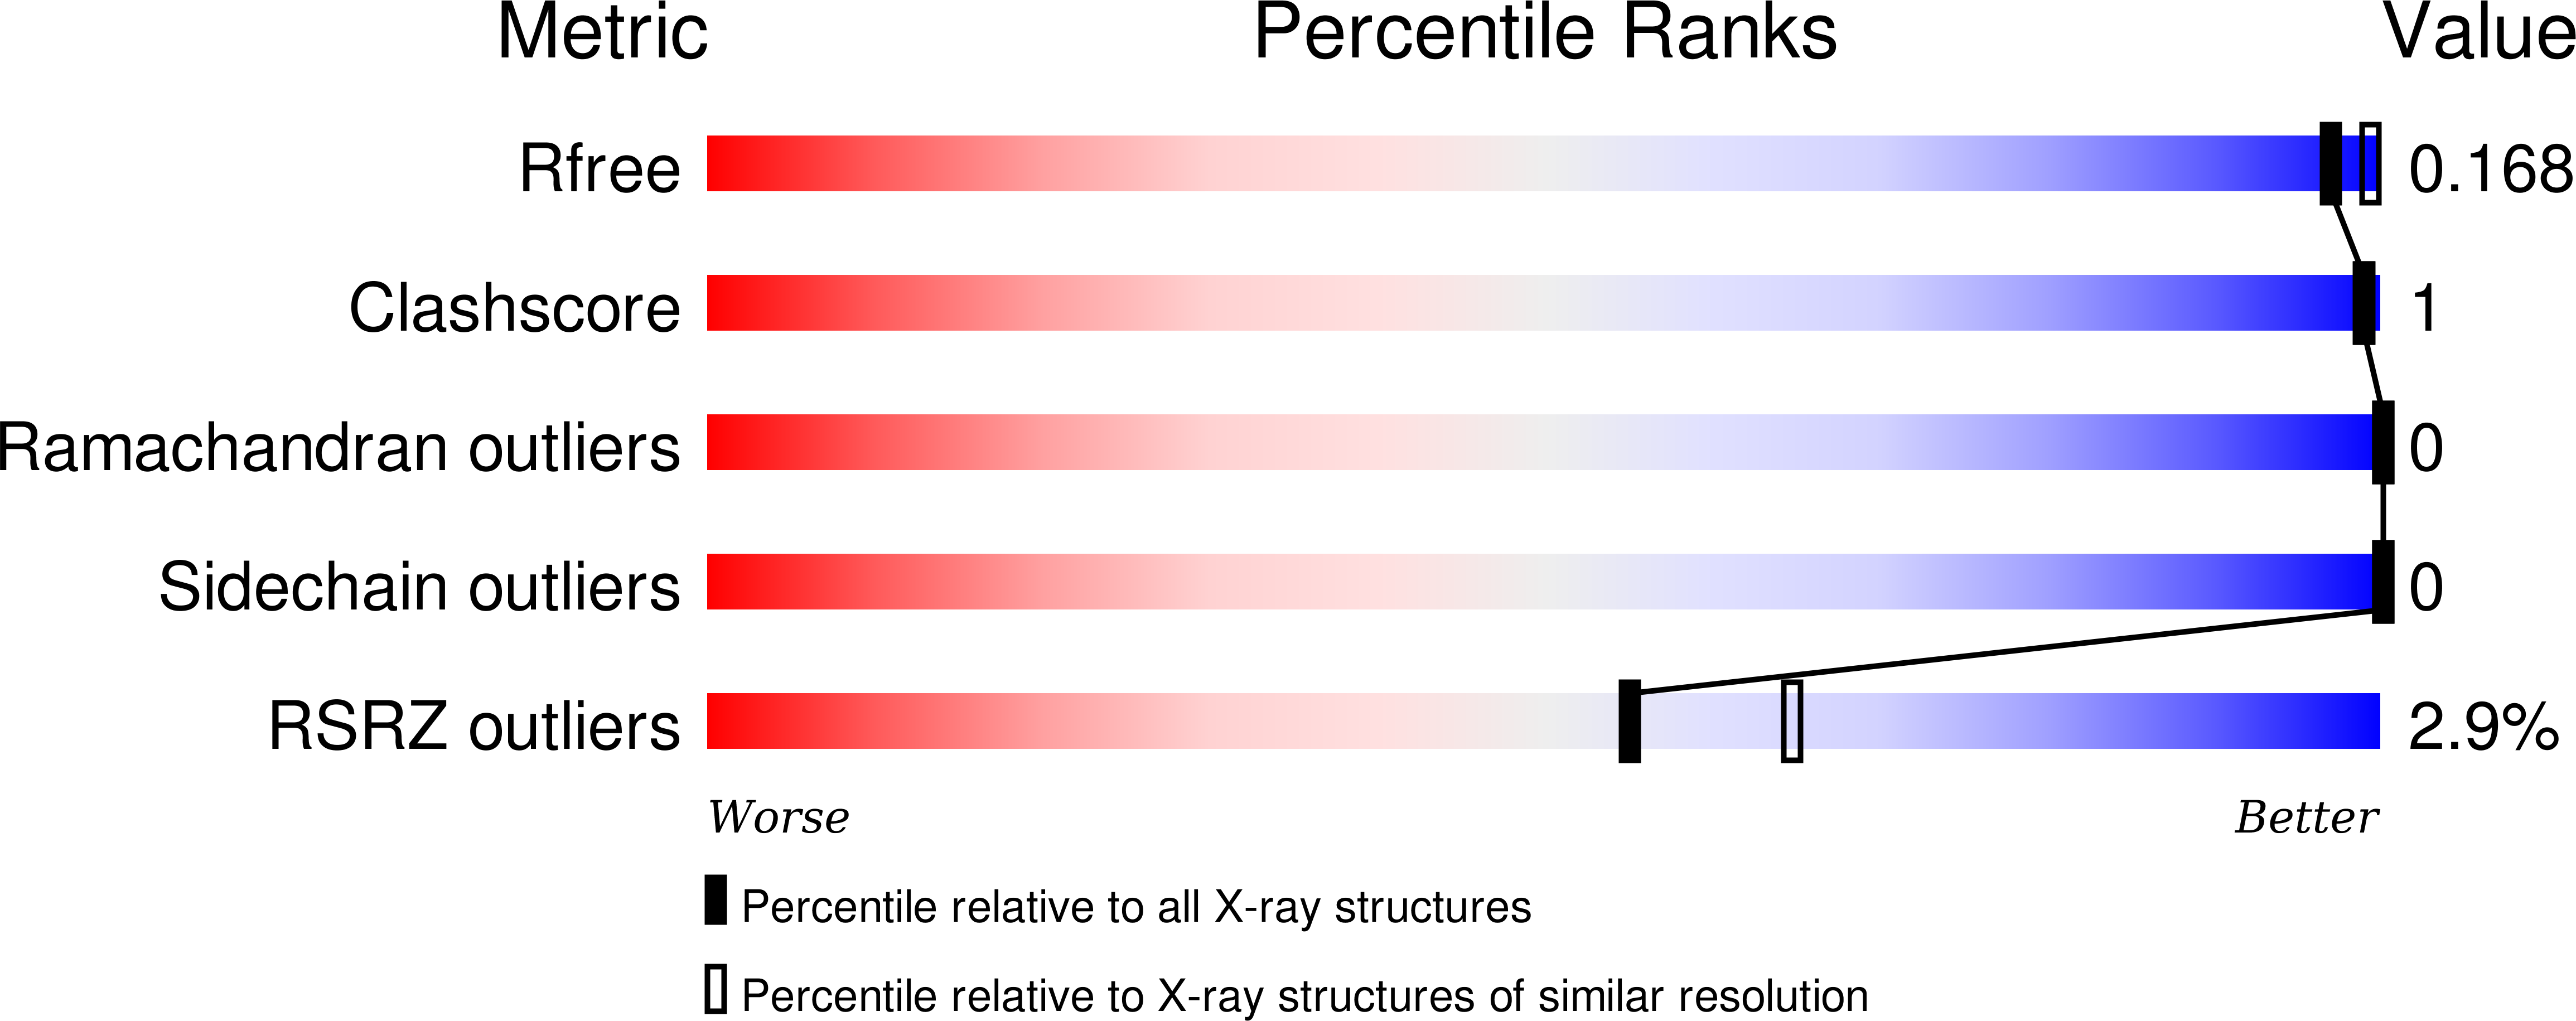 Metric Percentile Ranks Value
Rfree 0.168
Clashscore 1
Ramachandran outliers 0
Sidechain outliers 0
RSRZ outliers 2.9%
Worse Better
Percentile relative to all X-ray structures
Percentile relative to X-ray structures of similar resolution